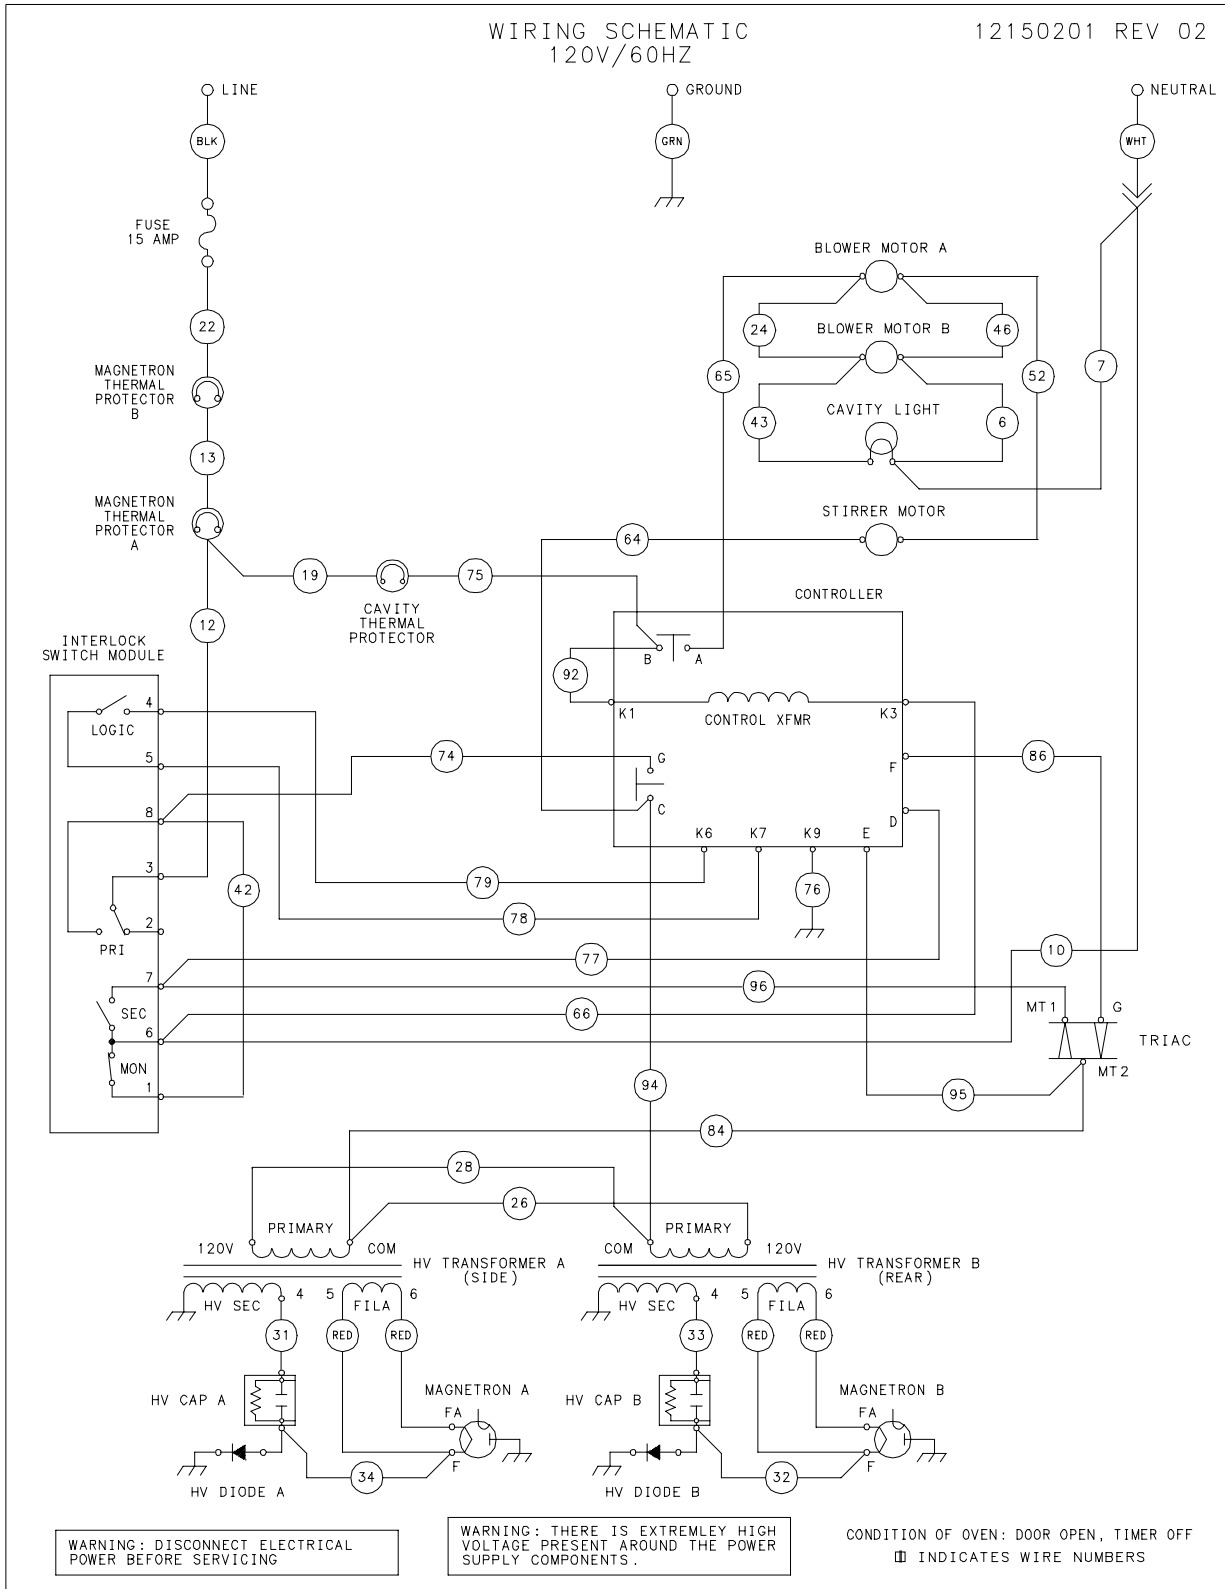 WIRING SCHEMATIC
120V/60HZ
12150201 REV 02
LINE
GROUND
NEUTRAL
BLK
GRN
WHT
FUSE
15 AMP
BLOWER MOTOR A
22
24
BLOWER MOTOR B
46
MAGNETRON
THERMAL
PROTECTOR
B
65
52
7
43
CAVITY LIGHT
6
13
MAGNETRON
THERMAL
PROTECTOR
A
STIRRER MOTOR
64
19
75
CAVITY
THERMAL
PROTECTOR
CONTROLLER
12
INTERLOCK
SWITCH MODULE
B
A
92
4
LOGIC
K1
CONTROL XFMR
K3
5
74
G
F
86
8
C
D
K6
K7
K9
E
3
42
79
76
2
78
PRI
10
77
7
96
SEC
66
MT1
G
6
TRIAC
MON
MT2
1
94
95
84
28
26
PRIMARY
PRIMARY
120V
COM
COM
120V
HV TRANSFORMER A
(SIDE)
HV TRANSFORMER B
(REAR)
HV SEC
4
5
FILA
6
HV SEC
4
5
FILA
6
31
RED
RED
33
RED
RED
HV CAP A
MAGNETRON A
FA
F
HV CAP B
MAGNETRON B
FA
F
34
32
HV DIODE A
HV DIODE B
WARNING: DISCONNECT ELECTRICAL
POWER BEFORE SERVICING
WARNING: THERE IS EXTREMLEY HIGH
VOLTAGE PRESENT AROUND THE POWER
SUPPLY COMPONENTS.
CONDITION OF OVEN: DOOR OPEN, TIMER OFF
INDICATES WIRE NUMBERS